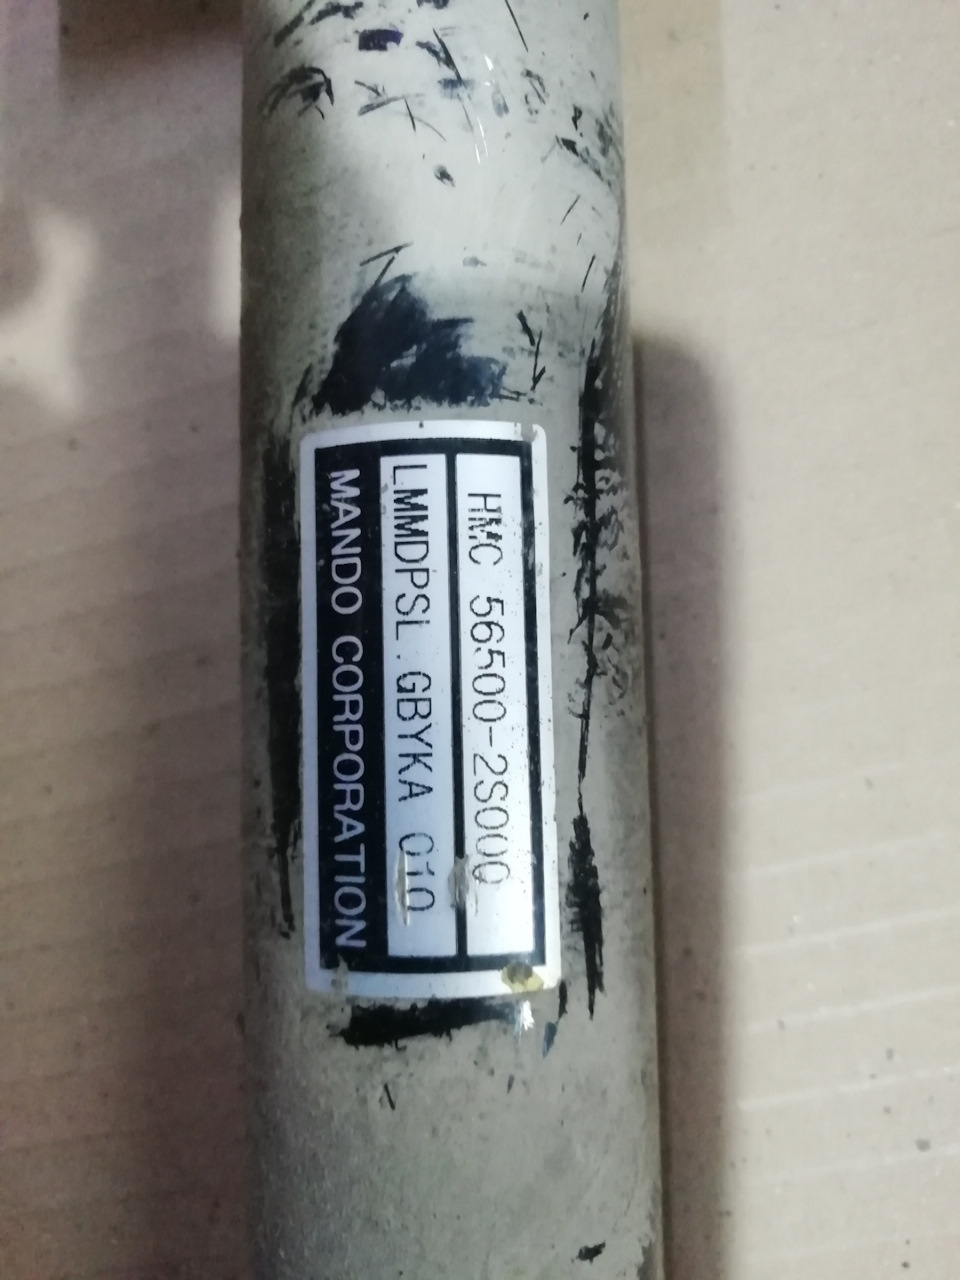 HMC 56500-2S000
LMMDPSL.GBYKA 010
MANDO CORPORATION